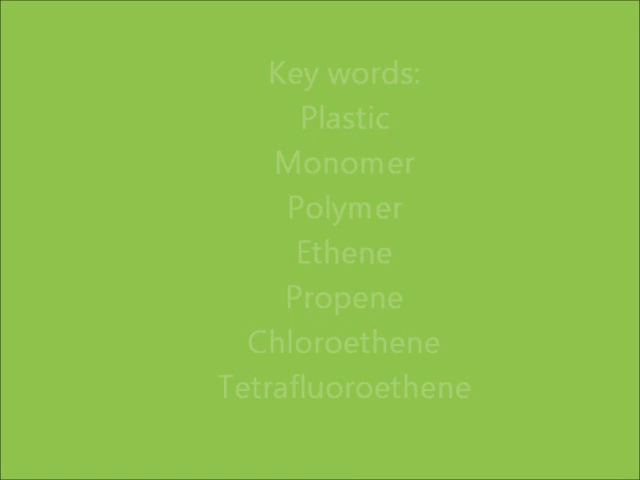 Key words:
Plastic
Monomer
Polymer
Ethene
Propene
Chloroethene
Tetrafluoroethene